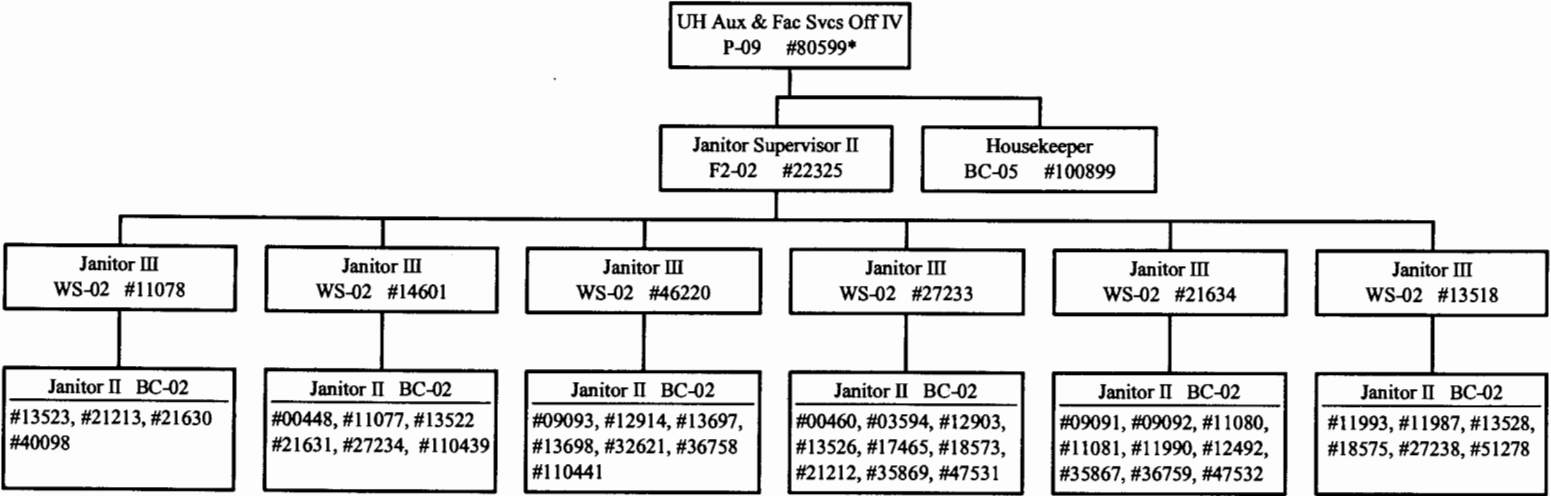 UH Aux & Fac Svcs Off IV
P-09 #80599*
Janitor Supervisor II
F2-02 #22325
Housekeeper
BC-05 #100899
Janitor III
WS-02 #11078
Janitor III
WS-02 #14601
Janitor III
WS-02 #46220
Janitor III
WS-02 #27233
Janitor III
WS-02 #21634
Janitor III
WS-02 #13518
Janitor II BC-02
#13523, #21213, #21630
#40098
Janitor II BC-02
#00448, #11077, #13522
#21631, #27234, #110439
Janitor II BC-02
#09093, #12914, #13697,
#13698, #32621, #36758
#110441
Janitor II BC-02
#00460, #03594, #12903,
#13526, #17465, #18573,
#21212, #35869, #47531
Janitor II BC-02
#09091, #09092, #11080,
#11081, #11990, #12492,
#35867, #36759, #47532
Janitor II BC-02
#11993, #11987, #13528,
#18575, #27238, #51278